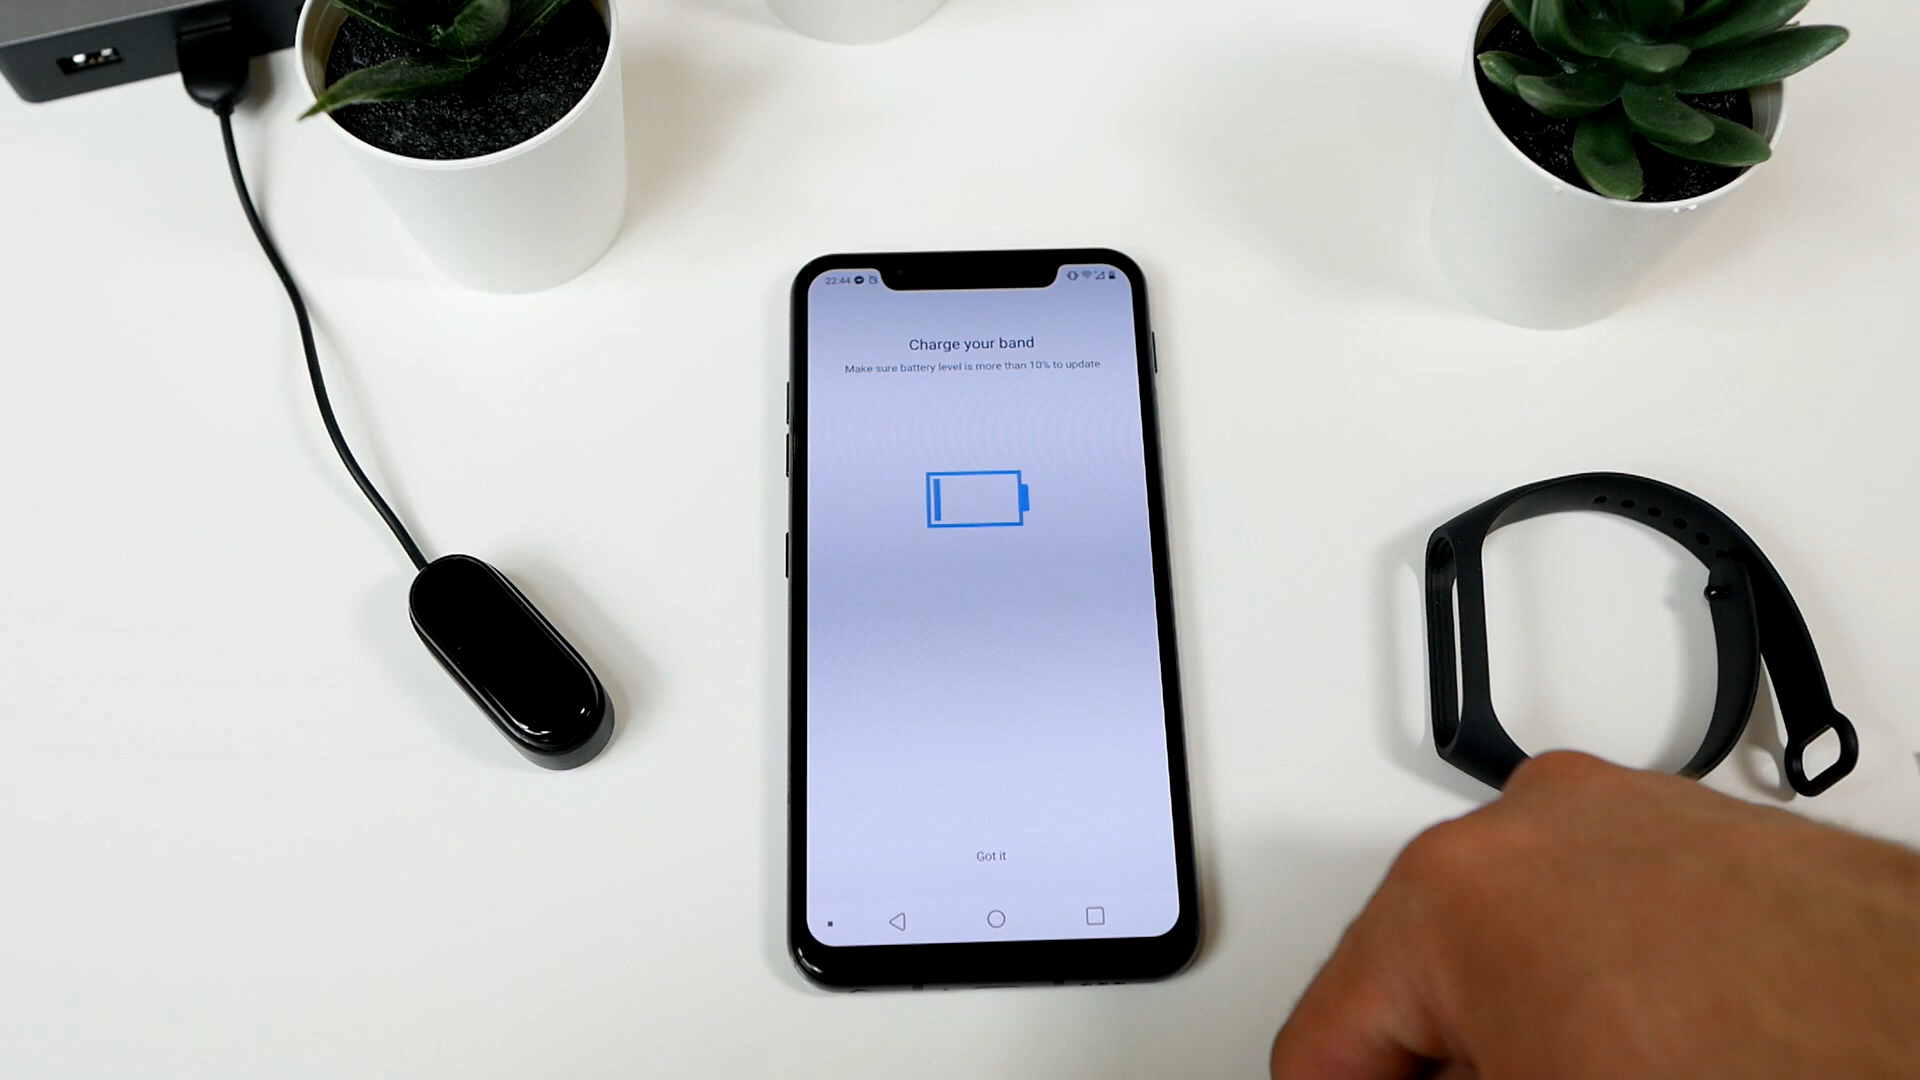 22:44
Charge your band
Make sure battery level is more than 10% to update
Got it